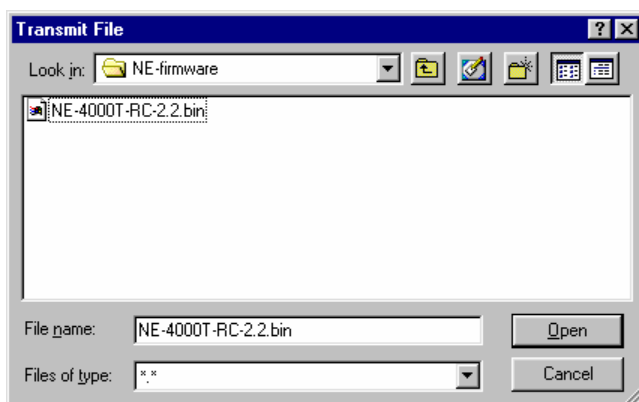 Transmit File
Look in: NE-firmware
NE-4000T-RC-2.2.bin
File name: NE-4000T-RC-2.2.bin Open
Files of type: *.* Cancel